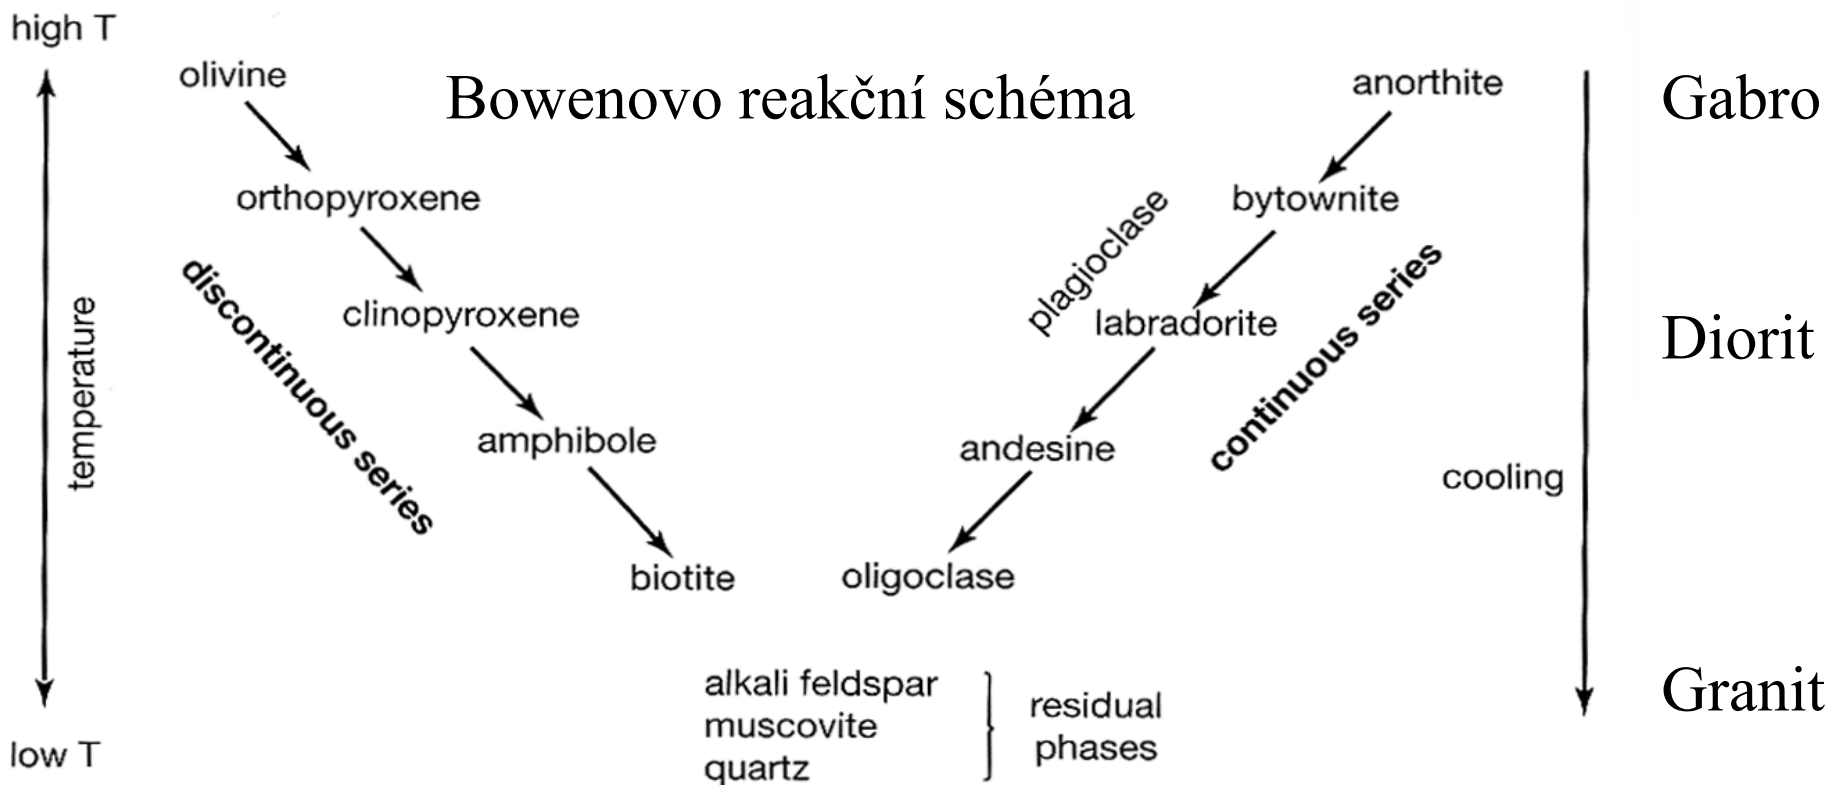 high T
olivine
Bowenovo reakční schéma
anorthite
Gabro
orthopyroxene
plagioclase
bytownite
discontinuous series
clinopyroxene
labradorite
continuous series
Diorit
temperature
amphibole
andesine
cooling
biotite
oligoclase
alkali feldspar
muscovite
quartz
residual
phases
Granit
low T